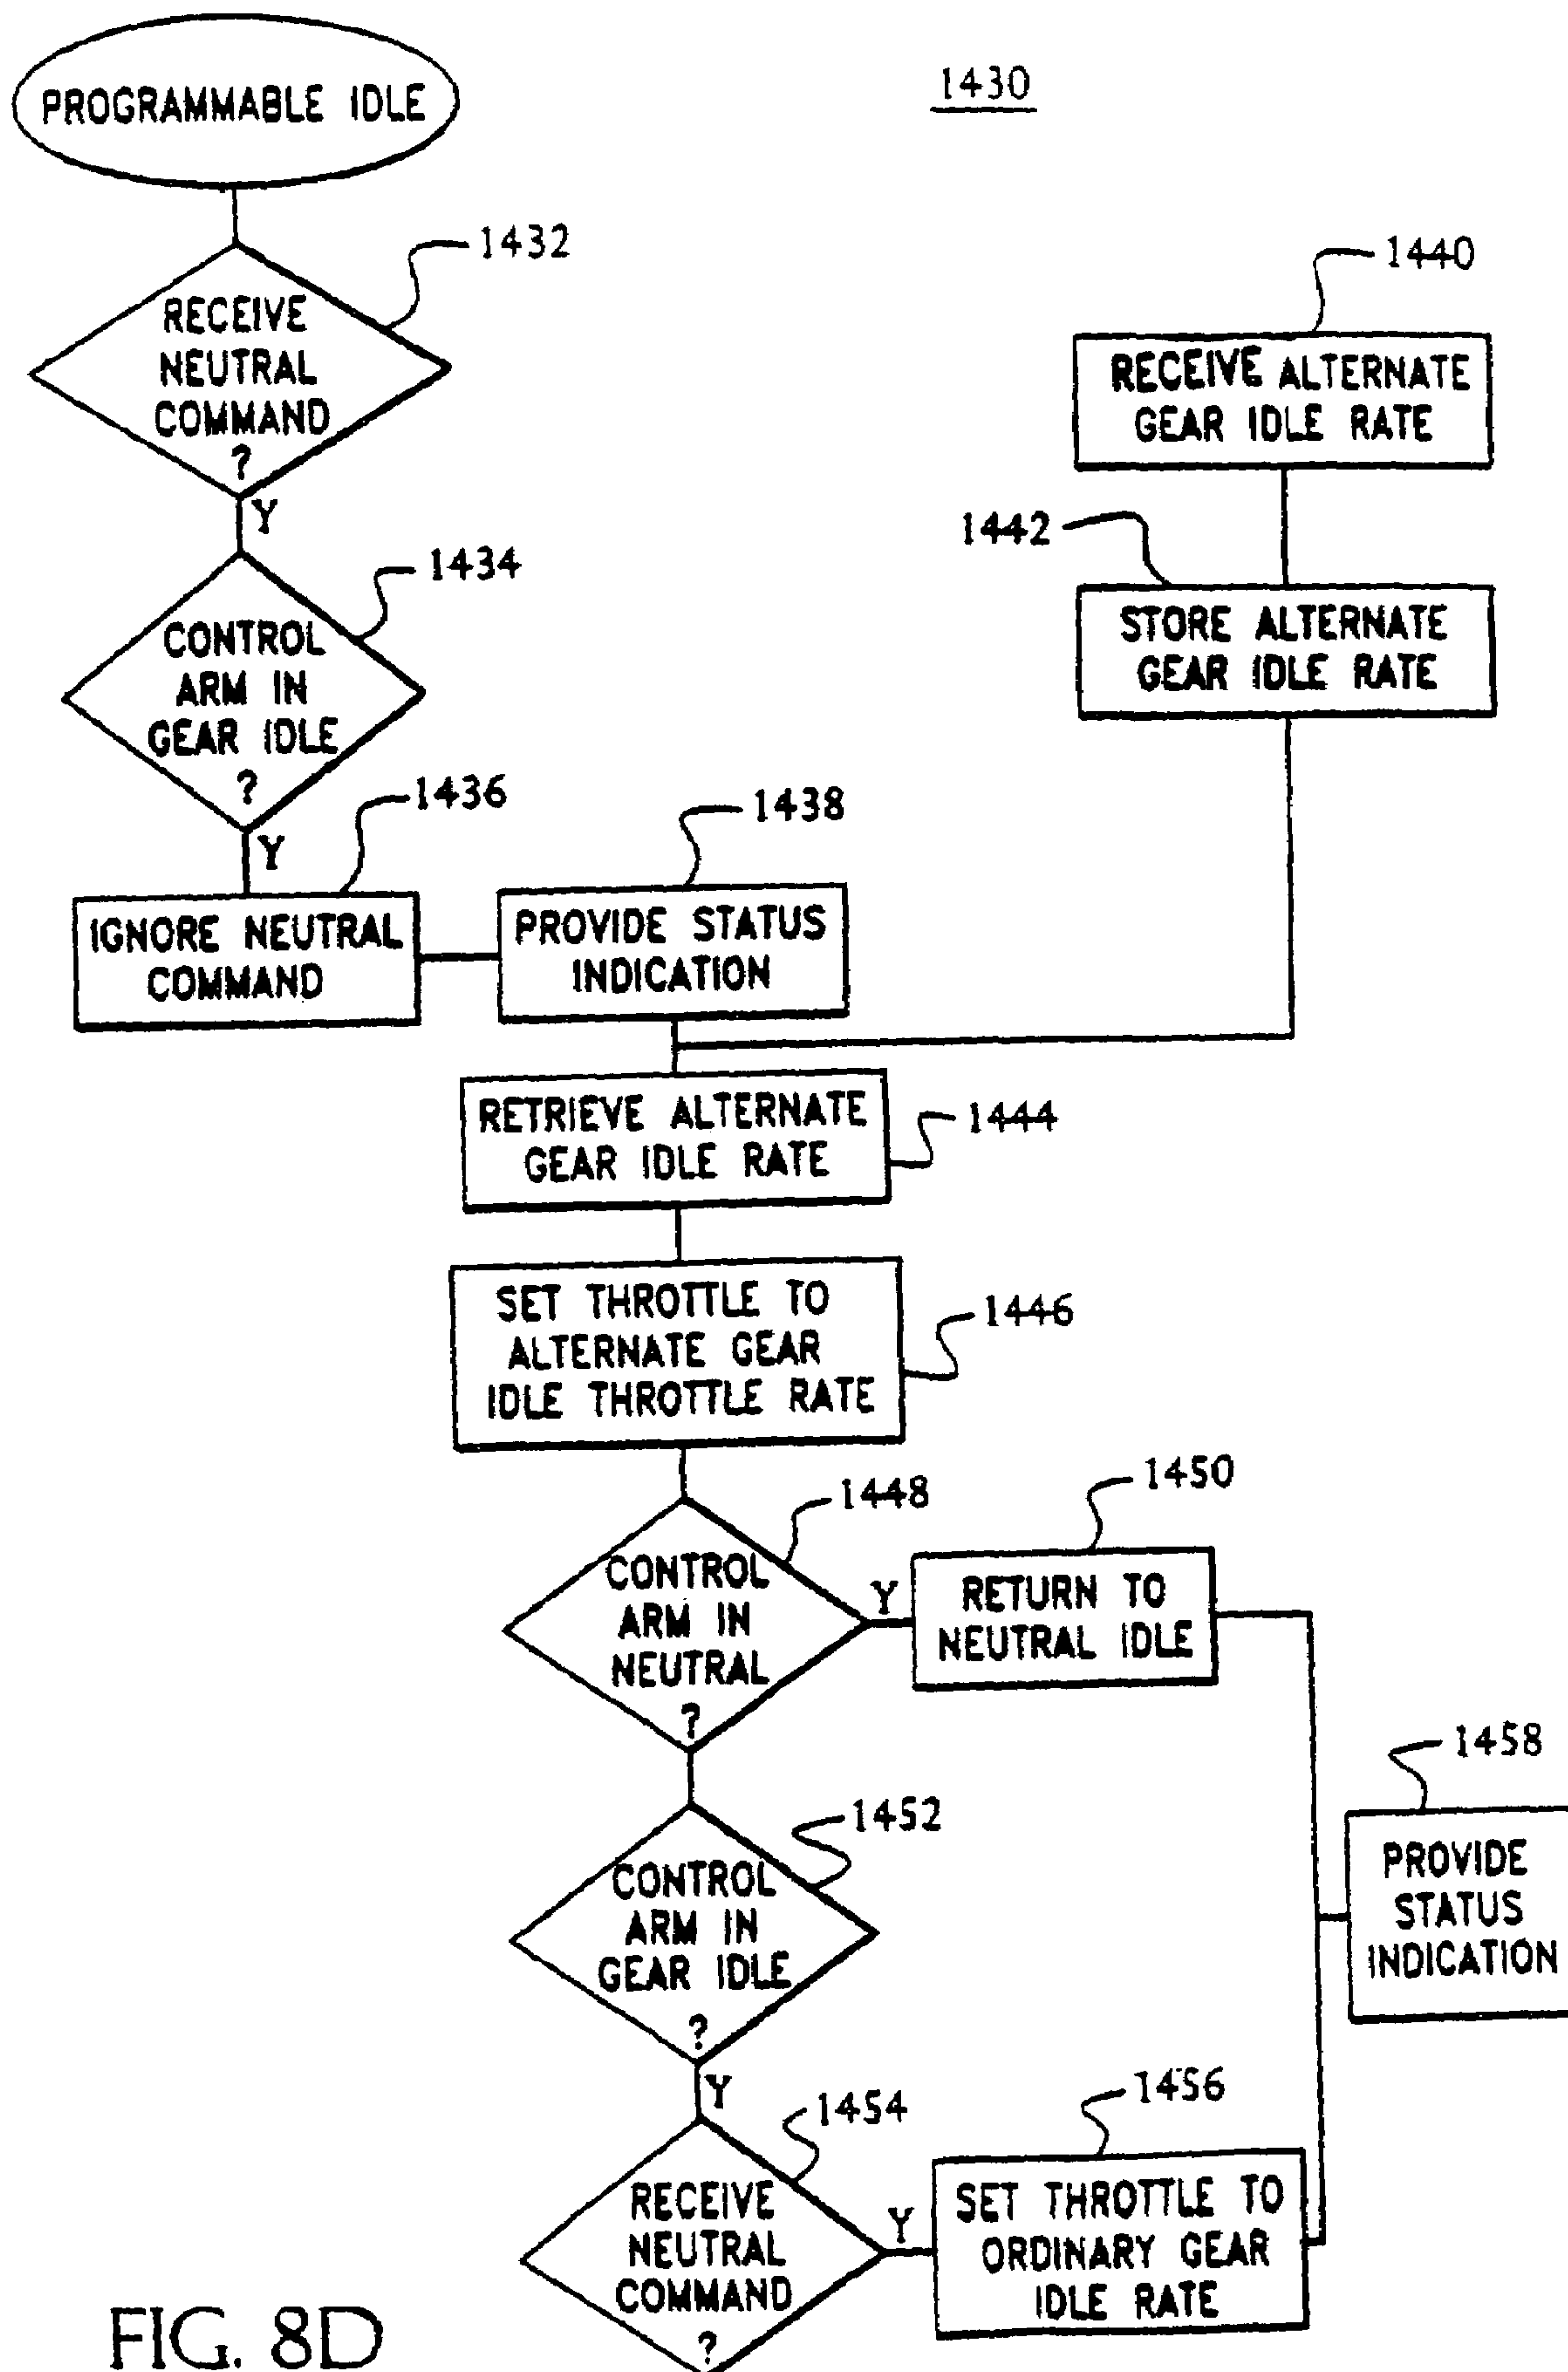 PROGRAMMABLE IDLE
1430
1432
RECEIVE
NEUTRAL
COMMAND
?
Y
1440
RECEIVE ALTERNATE
GEAR IDLE RATE
1442
STORE ALTERNATE
GEAR IDLE RATE
1434
CONTROL
ARM IN
GEAR IDLE
?
Y
1436
IGNORE NEUTRAL
COMMAND
1438
PROVIDE STATUS
INDICATION
RETRIEVE ALTERNATE
GEAR IDLE RATE
1444
SET THROTTLE TO
ALTERNATE GEAR
IDLE THROTTLE RATE
1446
1448
CONTROL
ARM IN
NEUTRAL
?
Y
1450
RETURN TO
NEUTRAL IDLE
1452
CONTROL
ARM IN
GEAR IDLE
?
Y
1458
PROVIDE
STATUS
INDICATION
1454
RECEIVE
NEUTRAL
COMMAND
?
Y
1456
SET THROTTLE TO
ORDINARY GEAR
IDLE RATE
FIG. 8D